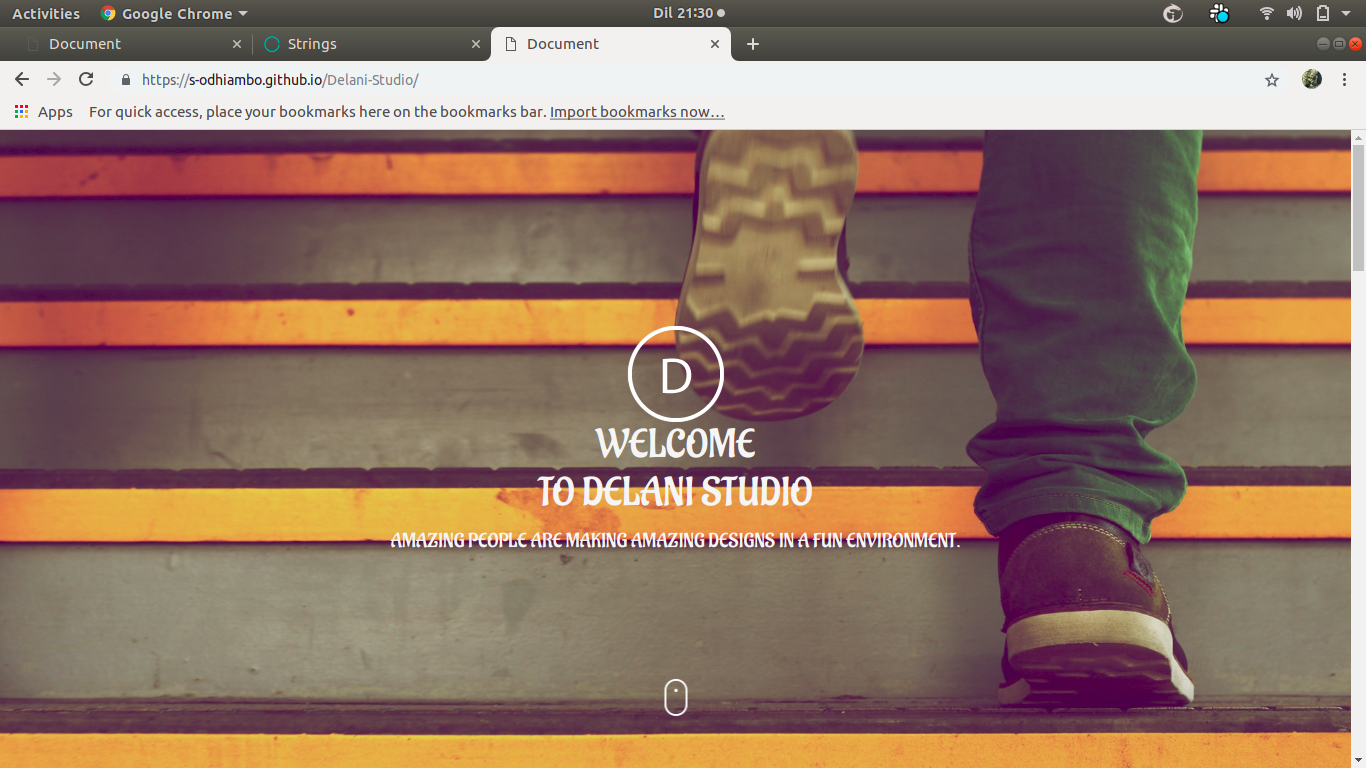 Activities Google Chrome Dil 21:30
Document Strings Document
https://s-odhiambo.github.io/Delani-Studio/
Apps For quick access, place your bookmarks here on the bookmarks bar. Import bookmarks now...
D
WELCOME
TO DELANI STUDIO
AMAZING PEOPLE ARE MAKING AMAZING DESIGNS IN A FUN ENVIRONMENT.